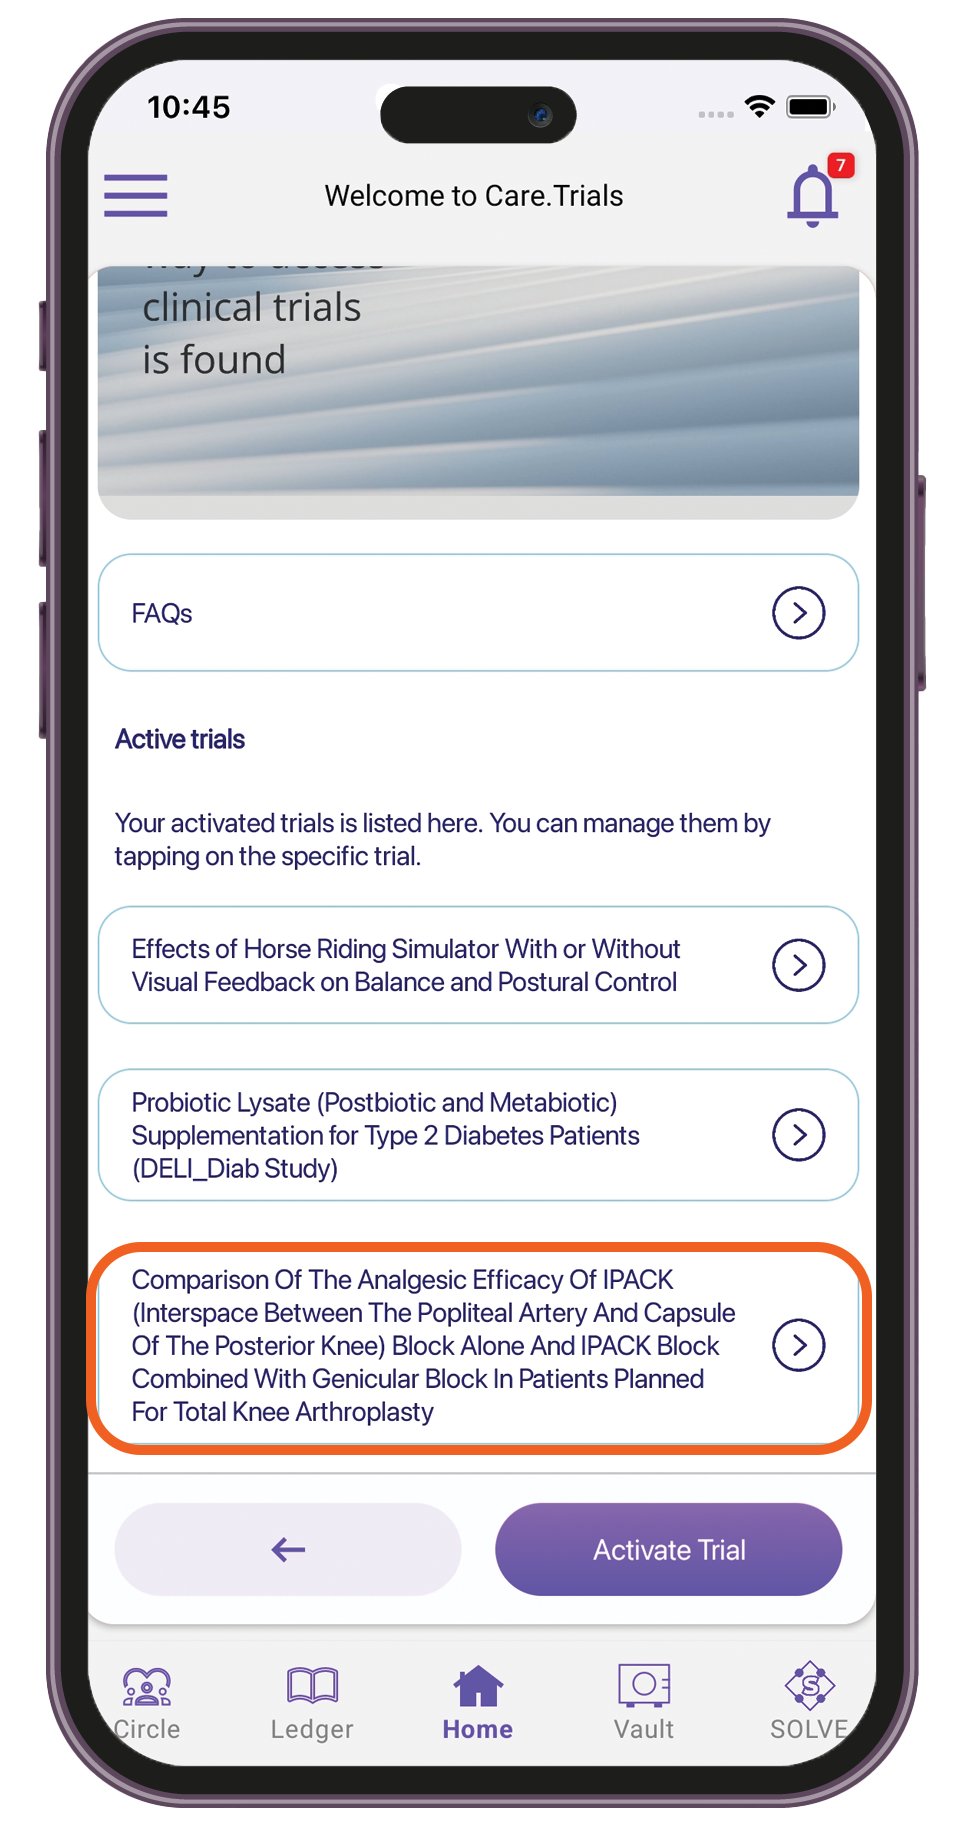 10:45
7
Welcome to Care.Trials
way to access
clinical trials
is found
FAQs
Active trials
Your activated trials is listed here. You can manage them by
tapping on the specific trial.
Effects of Horse Riding Simulator With or Without
Visual Feedback on Balance and Postural Control
Probiotic Lysate (Postbiotic and Metabiotic)
Supplementation for Type 2 Diabetes Patients
(DELI_Diab Study)
Comparison Of The Analgesic Efficacy Of IPACK
(Interspace Between The Popliteal Artery And Capsule
Of The Posterior Knee) Block Alone And IPACK Block
Combined With Genicular Block In Patients Planned
For Total Knee Arthroplasty
Activate Trial
Circle
Ledger
Home
Vault
S
SOLVE